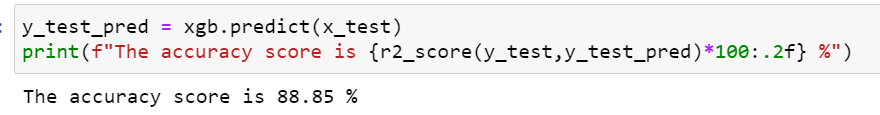 y_test_pred = xgb.predict(x_test)
print(f"The accuracy score is {r2_score(y_test,y_test_pred)*100:.2f} %")
The accuracy score is 88.85 %